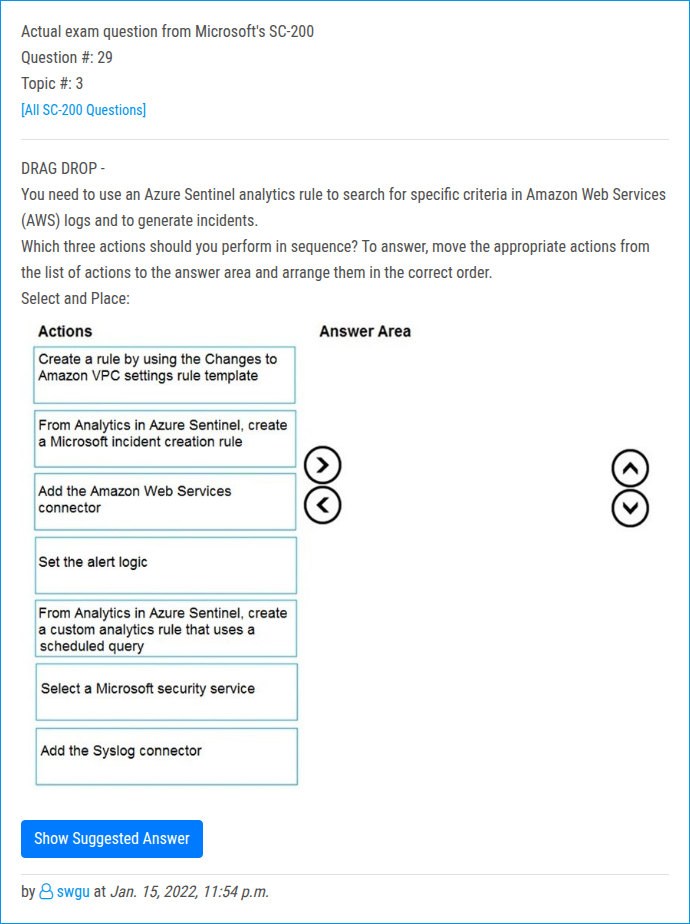 Actual exam question from Microsoft's SC-200
Question #: 29
Topic #: 3
[All SC-200 Questions]
DRAG DROP -
You need to use an Azure Sentinel analytics rule to search for specific criteria in Amazon Web Services
(AWS) logs and to generate incidents.
Which three actions should you perform in sequence? To answer, move the appropriate actions from
the list of actions to the answer area and arrange them in the correct order.
Select and Place:
Actions
Answer Area
Create a rule by using the Changes to
Amazon VPC settings rule template
From Analytics in Azure Sentinel, create
a Microsoft incident creation rule
Add the Amazon Web Services
connector
Set the alert logic
From Analytics in Azure Sentinel, create
a custom analytics rule that uses a
scheduled query
Select a Microsoft security service
Add the Syslog connector
Show Suggested Answer
by swgu at Jan. 15, 2022, 11:54 p.m.